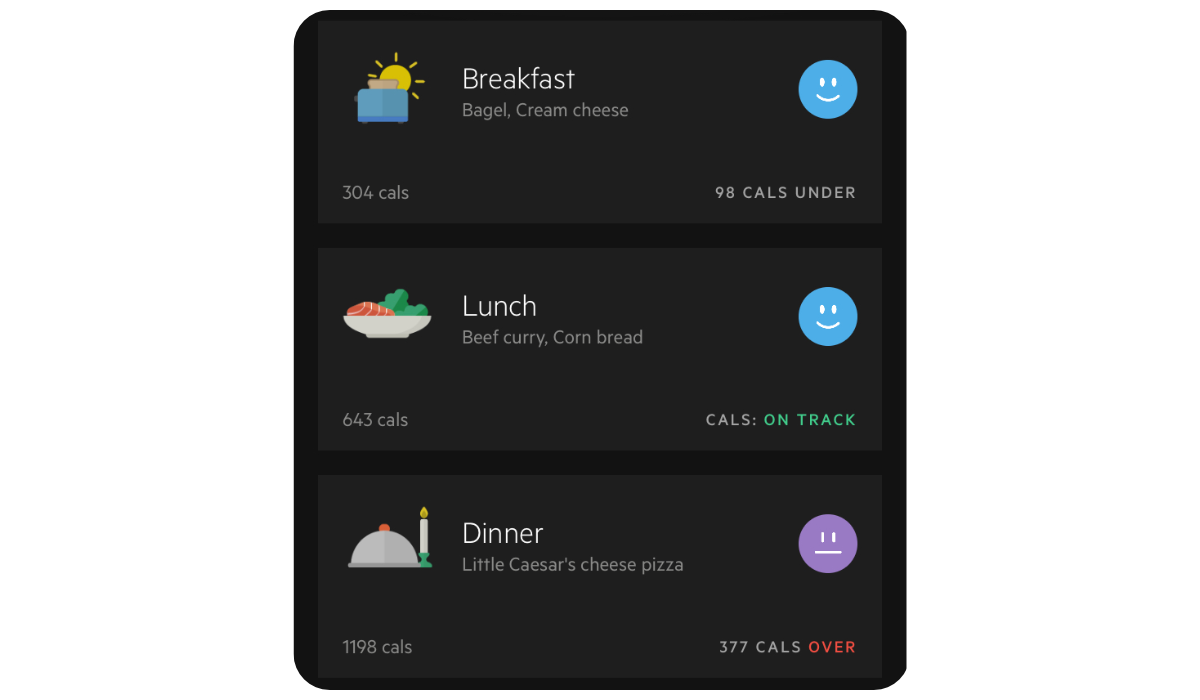 Breakfast
Bagel, Cream cheese
304 cals
98 CALS UNDER
Lunch
Beef curry, Corn bread
643 cals
CALS: ON TRACK
Dinner
Little Caesar's cheese pizza
1198 cals
377 CALS OVER